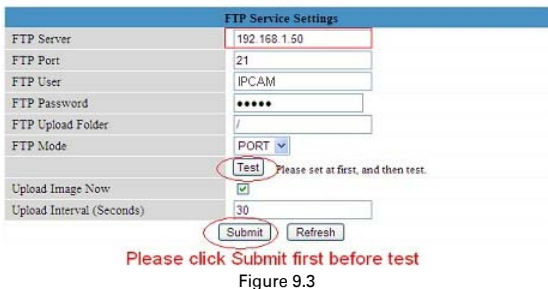 FTP Service Settings
FTP Server 192.168.1.50
FTP Port 21
FTP User IPCAM
FTP Password •••••
FTP Upload Folder /
FTP Mode PORT
Test Please set at first, and then test.
Upload Image Now
Upload Interval (Seconds) 30
Submit Refresh
Please click Submit first before test
Figure 9.3